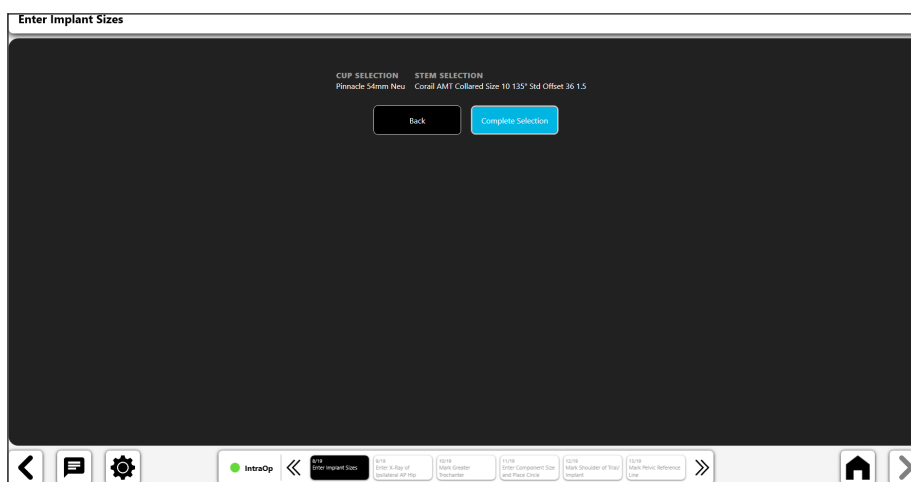 Enter Implant Sizes
CUP SELECTION STEM SELECTION
Pinnacle 54mm Neu Corail AMT Collared Size 10 135° Std Offset 36 1.5
Back Complete Selection
IntraOp
8/19
Enter Implant Sizes
9/19
Enter X-Ray of
Ipsilateral AP Hip
10/19
Mark Greater
Trochanter
11/19
Enter Component Size
and Place Circle
12/19
Mark Shoulder of Trial/
Implant
13/19
Mark Pelvic Reference
Line